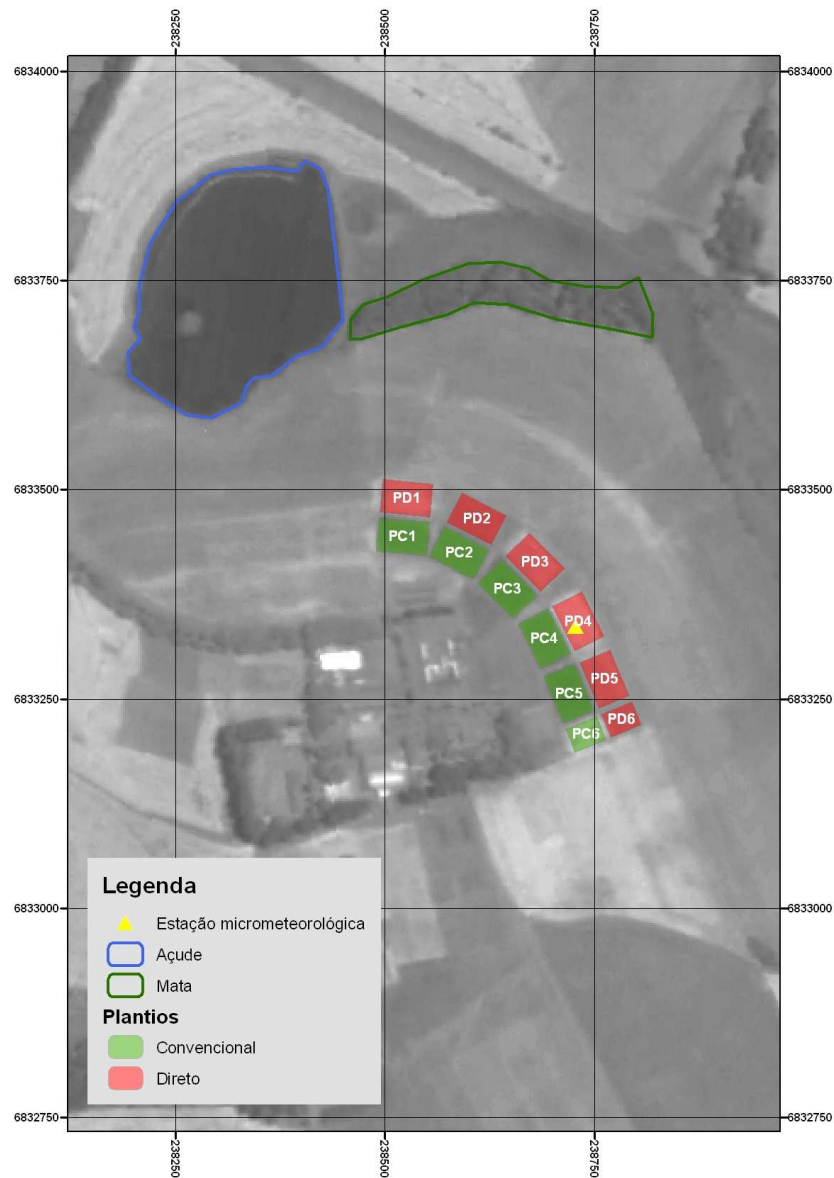 238250
238500
238750
6834000
6834000
6833750
6833750
6833500
6833500
PD1
PD2
PC1
PC2
PD3
PC3
PD4
PC4
PD5
PC5
6833250
6833250
PD6
PC6
6833000
6833000
Legenda
Estação micrometeorológica
Açude
Mata
Plantios
Convencional
Direto
6832750
6832750
238250
238500
238750